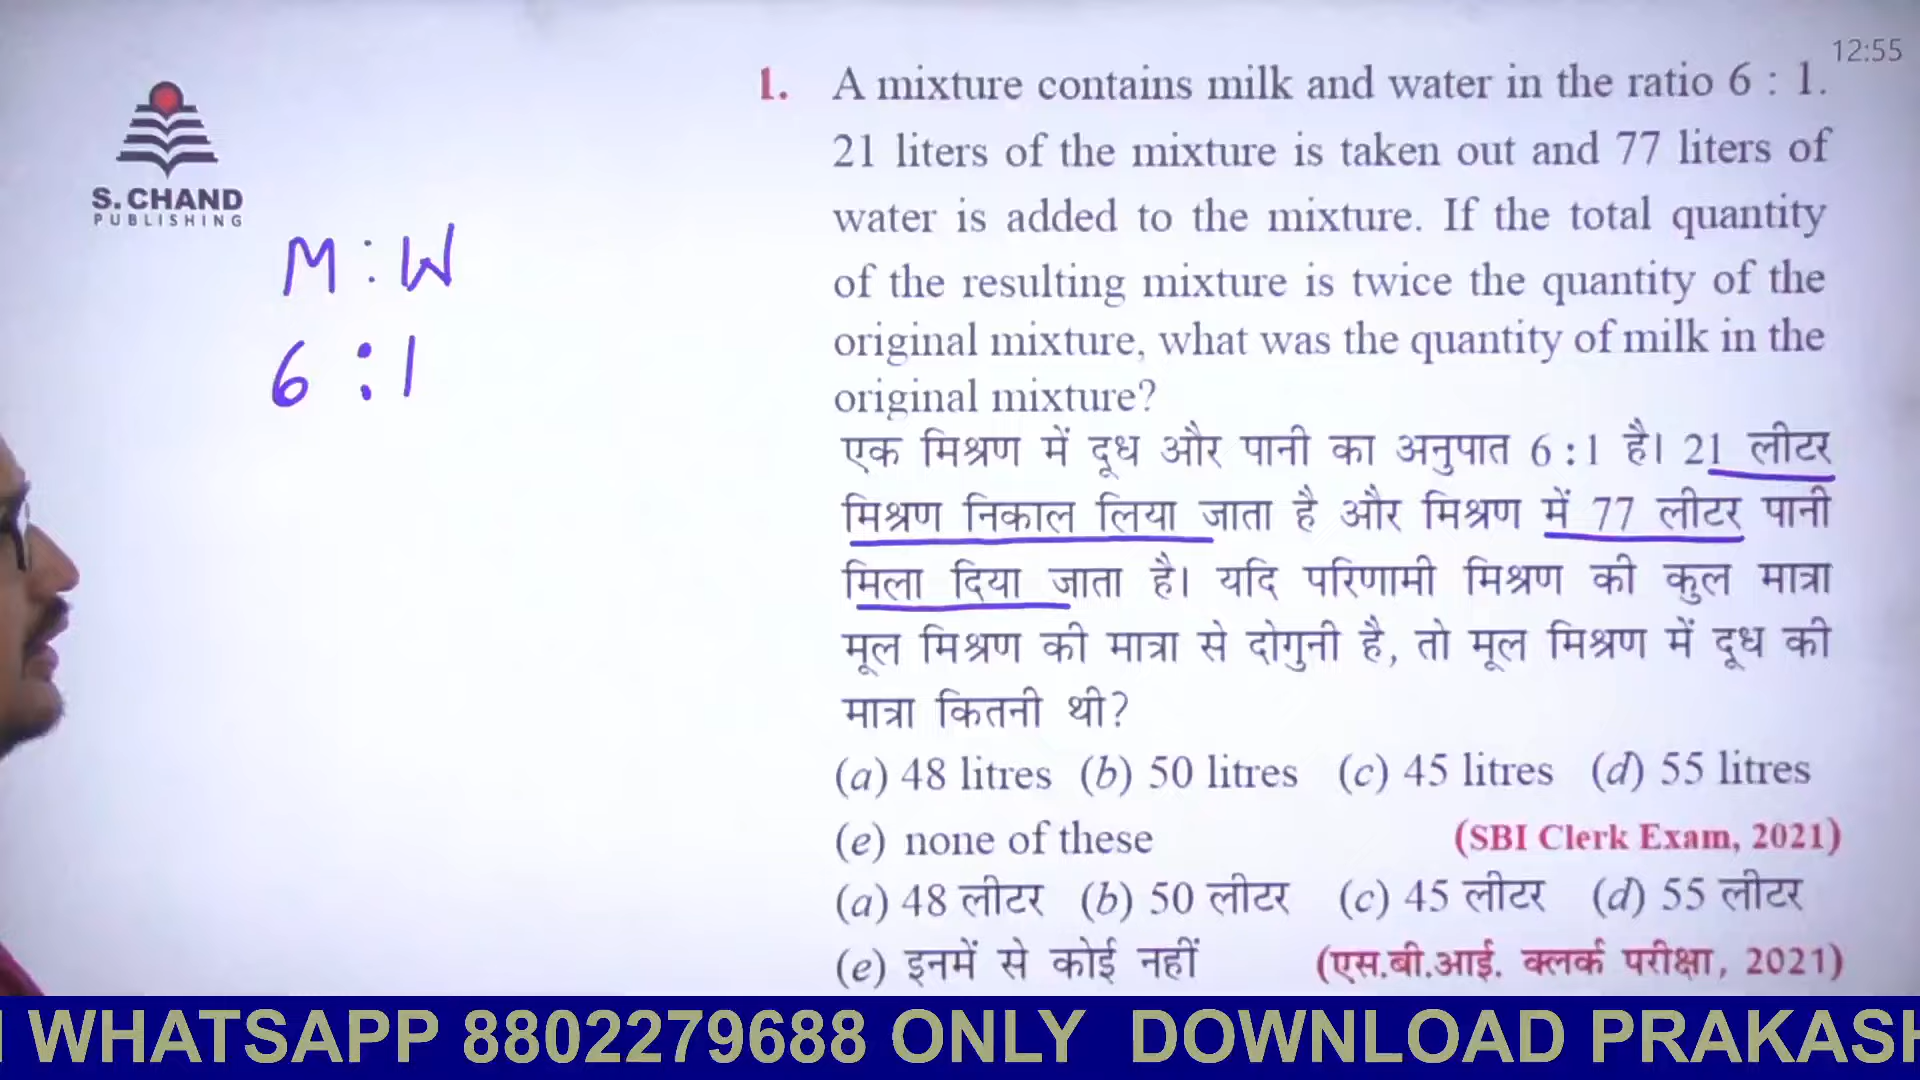 12:55
S. CHAND
PUBLISHING
M : W
6 : 1
1. A mixture contains milk and water in the ratio 6 : 1.
21 liters of the mixture is taken out and 77 liters of
water is added to the mixture. If the total quantity
of the resulting mixture is twice the quantity of the
original mixture, what was the quantity of milk in the
original mixture?
एक मिश्रण में दूध और पानी का अनुपात 6 : 1 है। 21 लीटर
मिश्रण निकाल लिया जाता है और मिश्रण में 77 लीटर पानी
मिला दिया जाता है। यदि परिणामी मिश्रण की कुल मात्रा
मूल मिश्रण की मात्रा से दोगुनी है, तो मूल मिश्रण में दूध की
मात्रा कितनी थी?
(a) 48 litres (b) 50 litres (c) 45 litres (d) 55 litres
(e) none of these (SBI Clerk Exam, 2021)
(a) 48 लीटर (b) 50 लीटर (c) 45 लीटर (d) 55 लीटर
(e) इनमें से कोई नहीं (एस.बी.आई. क्लर्क परीक्षा, 2021)
WHATSAPP 8802279688 ONLY DOWNLOAD PRAKASH